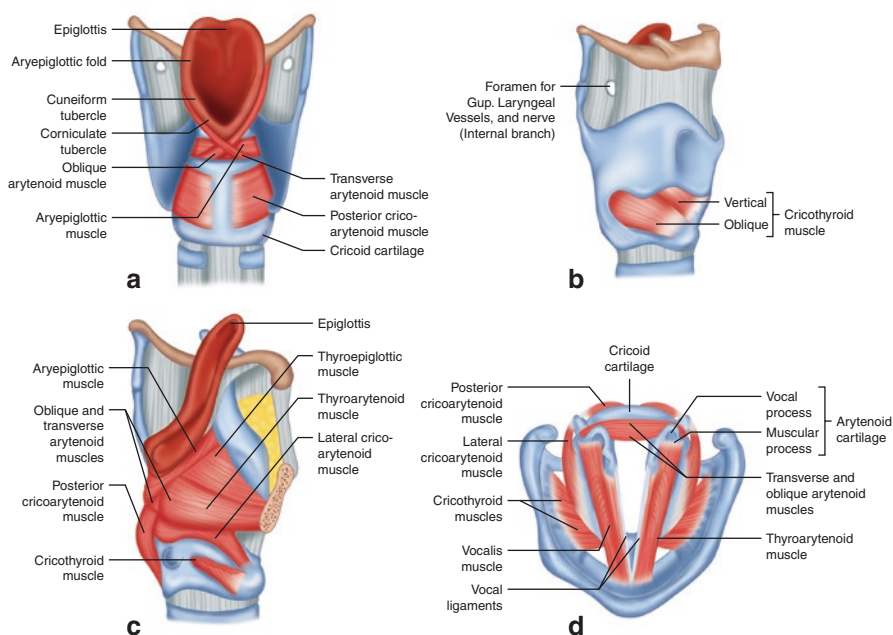 Epiglottis
Aryepiglottic fold
Cuneiform
tubercle
Corniculate
tubercle
Oblique
arytenoid muscle
Aryepiglottic
muscle
Transverse
arytenoid muscle
Posterior crico-
arytenoid muscle
Cricoid cartilage
a
Foramen for
Gup. Laryngeal
Vessels, and nerve
(Internal branch)
Vertical
Oblique
Cricothyroid
muscle
b
Epiglottis
Aryepiglottic
muscle
Oblique and
transverse
arytenoid
muscles
Posterior
cricoarytenoid
muscle
Cricothyroid
muscle
Thyroepiglottic
muscle
Thyroarytenoid
muscle
Lateral crico-
arytenoid
muscle
c
Cricoid
cartilage
Posterior
cricoarytenoid
muscle
Lateral
cricoarytenoid
muscle
Cricothyroid
muscles
Vocalis
muscle
Vocal
ligaments
Vocal
process
Muscular
process
Arytenoid
cartilage
Transverse and
oblique arytenoid
muscles
Thyroarytenoid
muscle
d